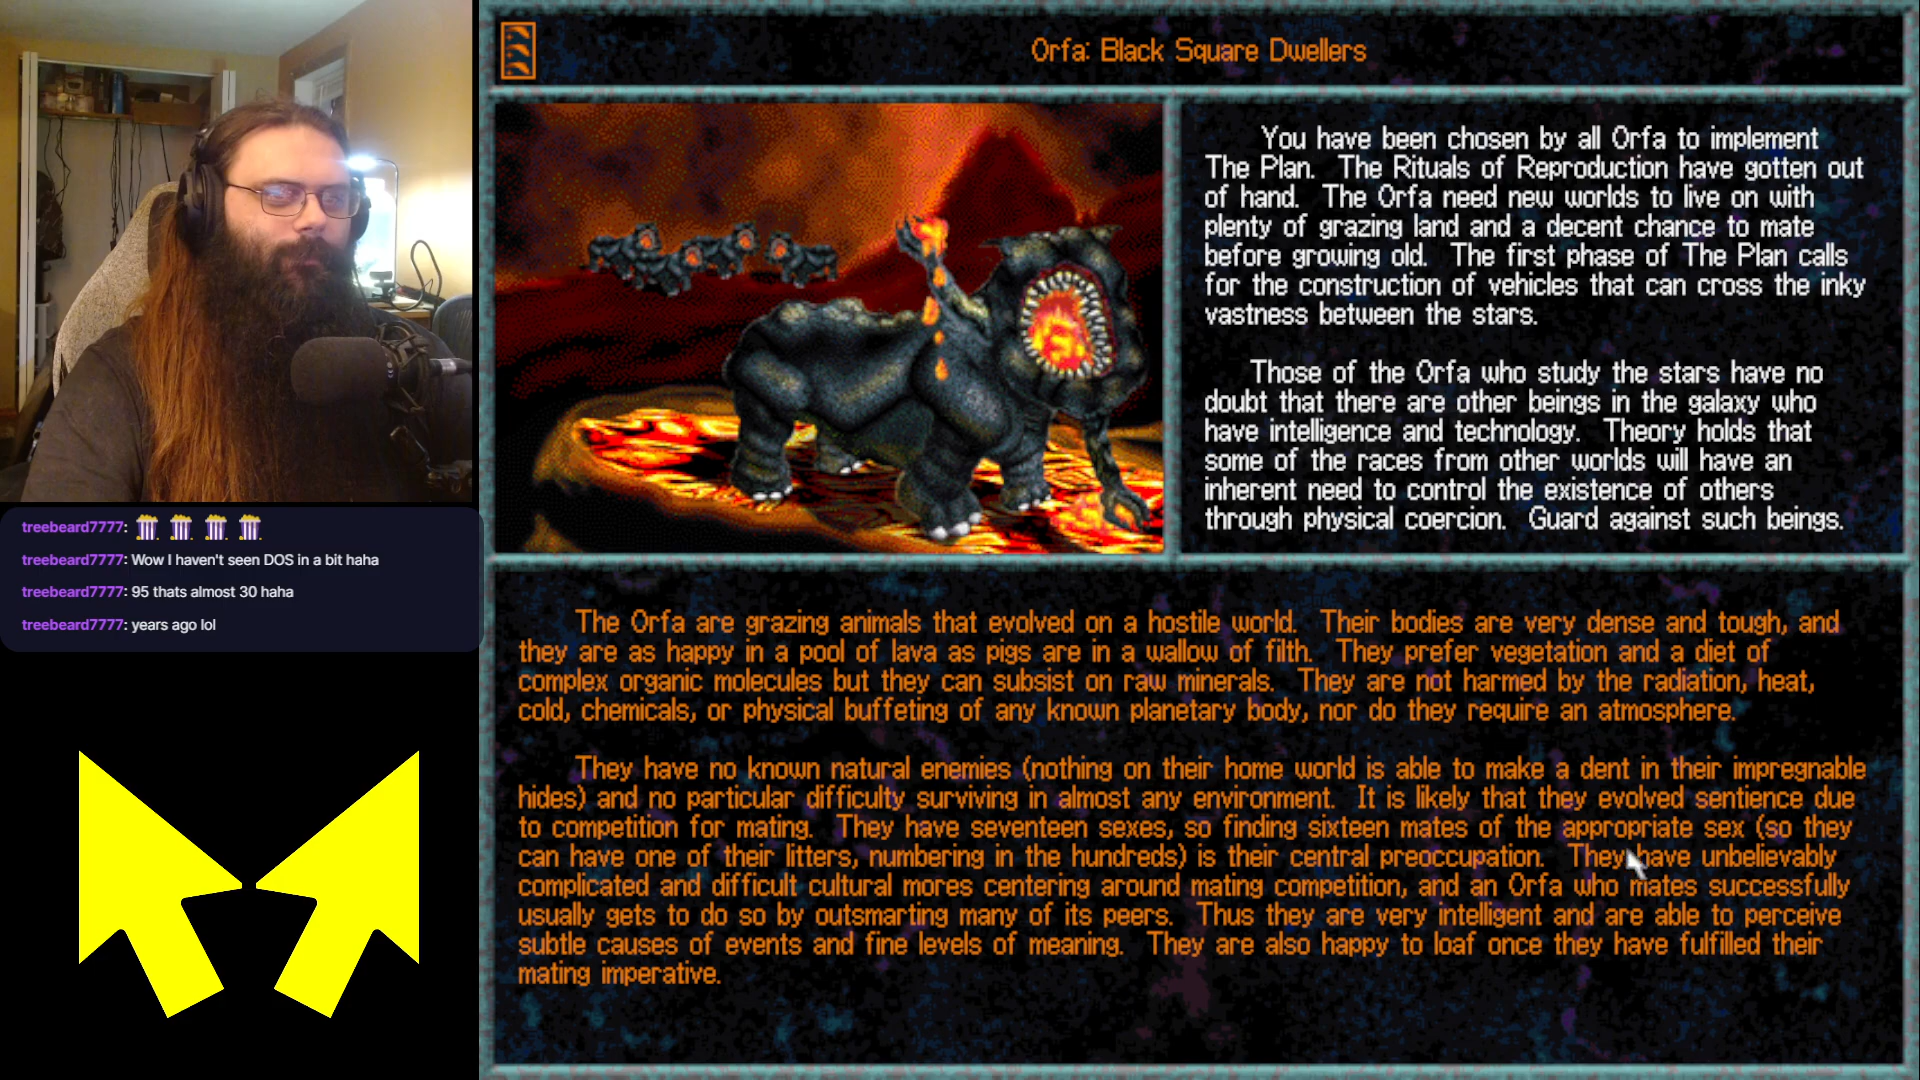 Orfa: Black Square Dwellers
You have been chosen by all Orfa to implement
The Plan. The Rituals of Reproduction have gotten out
of hand. The Orfa need new worlds to live on with
plenty of grazing land and a decent chance to mate
before growing old. The first phase of The Plan calls
for the construction of vehicles that can cross the inky
vastness between the stars.
Those of the Orfa who study the stars have no
doubt that there are other beings in the galaxy who
have intelligence and technology. Theory holds that
some of the races from other worlds will have an
inherent need to control the existence of others
through physical coercion. Guard against such beings.
treebeard7777:
treebeard7777: Wow I haven't seen DOS in a bit haha
treebeard7777: 95 thats almost 30 haha
treebeard7777: years ago lol
The Orfa are grazing animals that evolved on a hostile world. Their bodies are very dense and tough, and
they are as happy in a pool of lava as pigs are in a wallow of filth. They prefer vegetation and a diet of
complex organic molecules but they can subsist on raw minerals. They are not harmed by the radiation, heat,
cold, chemicals, or physical buffeting of any known planetary body, nor do they require an atmosphere.
They have no known natural enemies (nothing on their home world is able to make a dent in their impregnable
hides) and no particular difficulty surviving in almost any environment. It is likely that they evolved sentience due
to competition for mating. They have seventeen sexes, so finding sixteen mates of the appropriate sex (so they
can have one of their litters, numbering in the hundreds) is their central preoccupation. They have unbelievably
complicated and difficult cultural mores centering around mating competition, and an Orfa who mates successfully
usually gets to do so by outsmarting many of its peers. Thus they are very intelligent and are able to perceive
subtle causes of events and fine levels of meaning. They are also happy to loaf once they have fulfilled their
mating imperative.